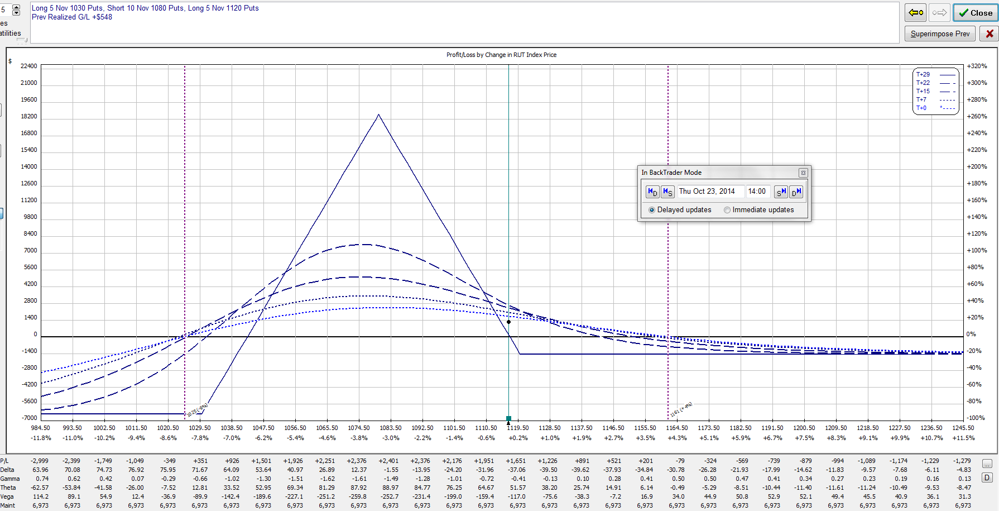 5
Long 5 Nov 1030 Puts, Short 10 Nov 1080 Puts, Long 5 Nov 1120 Puts
Prev Realized G/L +$548
es
atilities
Close
Superimpose Prev
Profit/Loss by Change in RUT Index Price
$
22400 +320%
21000 +300%
19600 +280%
18200 +260%
16800 +240%
15400 +220%
14000 +200%
12600 +180%
11200 +160%
9800 +140%
8400 +120%
7000 +100%
5600 +80%
4200 +60%
2800 +40%
1400 +20%
0 0%
-1400 -20%
-2800 -40%
-4200 -60%
-5600 -80%
-7000 -100%
T+29
T+22
T+15
T+7
T+0 *
In BackTrader Mode
D S Thu Oct 23, 2014 14:00 S D
Delayed updates Immediate updates
1025 (-8%) 1161 (+4%)
984.50 993.50 1002.50 1011.50 1020.50 1029.50 1038.50 1047.50 1056.50 1065.50 1074.50 1083.50 1092.50 1101.50 1110.50 1119.50 1128.50 1137.50 1146.50 1155.50 1164.50 1173.50 1182.50 1191.50 1200.50 1209.50 1218.50 1227.50 1236.50 1245.50
-11.8% -11.0% -10.2% -9.4% -8.6% -7.8% -7.0% -6.2% -5.4% -4.6% -3.8% -3.0% -2.2% -1.4% -0.6% +0.2% +1.0% +1.9% +2.7% +3.5% +4.3% +5.1% +5.9% +6.7% +7.5% +8.3% +9.1% +9.9% +10.7% +11.5%
P/L -2,999 -2,399 -1,749 -1,049 -349 +351 +926 +1,501 +1,926 +2,251 +2,376 +2,401 +2,376 +2,176 +1,951 +1,651 +1,226 +891 +521 +201 -79 -324 -569 -739 -879 -994 -1,089 -1,174 -1,229 -1,279 ...
Delta 63.96 70.08 74.73 76.92 75.95 71.67 64.09 53.64 40.97 26.89 12.37 -1.55 -13.95 -24.20 -31.96 -37.06 -39.50 -39.62 -37.93 -34.84 -30.78 -26.28 -21.93 -17.99 -14.62 -11.83 -9.57 -7.68 -6.11 -4.83
Gamma 0.74 0.62 0.42 0.07 -0.29 -0.66 -1.02 -1.30 -1.51 -1.62 -1.61 -1.49 -1.28 -1.01 -0.72 -0.41 -0.13 0.10 0.28 0.41 0.50 0.50 0.47 0.41 0.34 0.27 0.23 0.19 0.16 0.13 D
Theta -62.57 -53.84 -41.58 -26.00 -7.52 12.81 33.52 52.95 69.34 81.29 87.92 88.97 84.77 76.25 64.67 51.57 38.20 25.74 14.91 6.14 -0.49 -5.29 -8.51 -10.44 -11.40 -11.61 -11.24 -10.49 -9.53 -8.47
Vega 114.2 89.1 54.9 12.4 -36.9 -89.9 -142.4 -189.6 -227.1 -251.2 -259.8 -252.7 -231.4 -199.0 -159.4 -117.0 -75.6 -38.3 -7.2 16.9 34.0 44.9 50.8 52.9 52.1 49.4 45.5 40.9 36.1 31.3
Maint 6,973 6,973 6,973 6,973 6,973 6,973 6,973 6,973 6,973 6,973 6,973 6,973 6,973 6,973 6,973 6,973 6,973 6,973 6,973 6,973 6,973 6,973 6,973 6,973 6,973 6,973 6,973 6,973 6,973 6,973